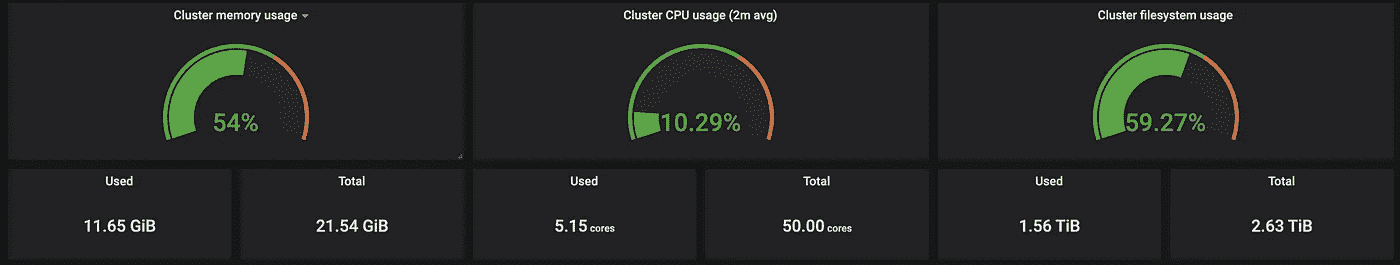 Cluster memory usage
54%
Used
11.65 GiB
Total
21.54 GiB
Cluster CPU usage (2m avg)
10.29%
Used
5.15 cores
Total
50.00 cores
Cluster filesystem usage
59.27%
Used
1.56 TiB
Total
2.63 TiB